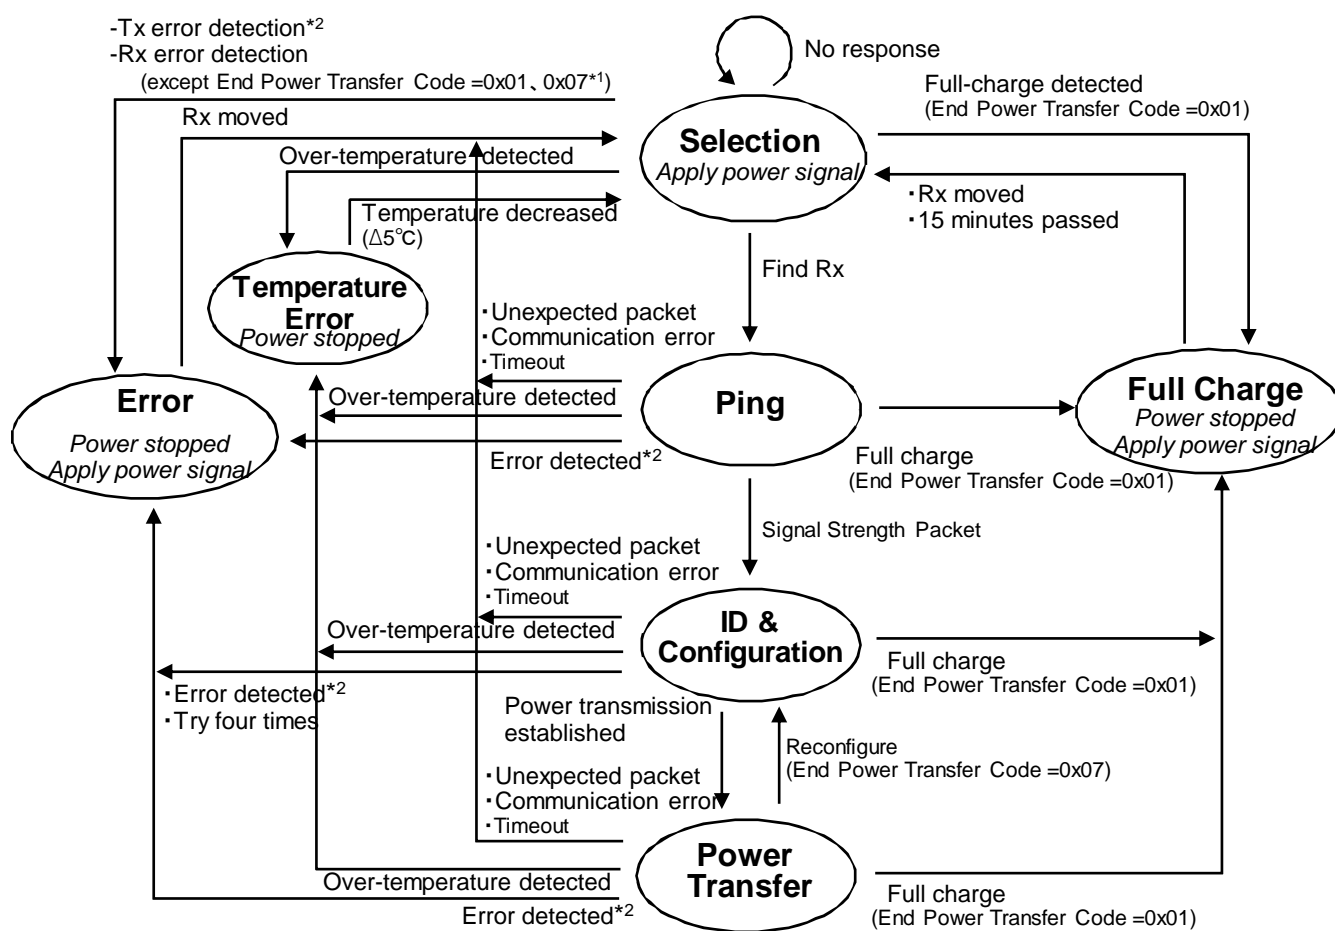 -Tx error detection*2
-Rx error detection
(except End Power Transfer Code =0x01、0x07*1)
No response
Full-charge detected
(End Power Transfer Code =0x01)
Rx moved
Selection
Apply power signal
Over-temperature detected
・Rx moved
・15 minutes passed
Temperature decreased
(Δ5℃)
Find Rx
Temperature
Error
Power stopped
・Unexpected packet
・Communication error
・Timeout
Over-temperature detected
Error
Power stopped
Apply power signal
Ping
Full Charge
Power stopped
Apply power signal
Error detected*2
Full charge
(End Power Transfer Code =0x01)
Signal Strength Packet
・Unexpected packet
・Communication error
・Timeout
Over-temperature detected
ID &
Configuration
Full charge
(End Power Transfer Code =0x01)
・Error detected*2
・Try four times
Power transmission
established
Reconfigure
(End Power Transfer Code =0x07)
・Unexpected packet
・Communication error
・Timeout
Power
Transfer
Over-temperature detected
Error detected*2
Full charge
(End Power Transfer Code =0x01)